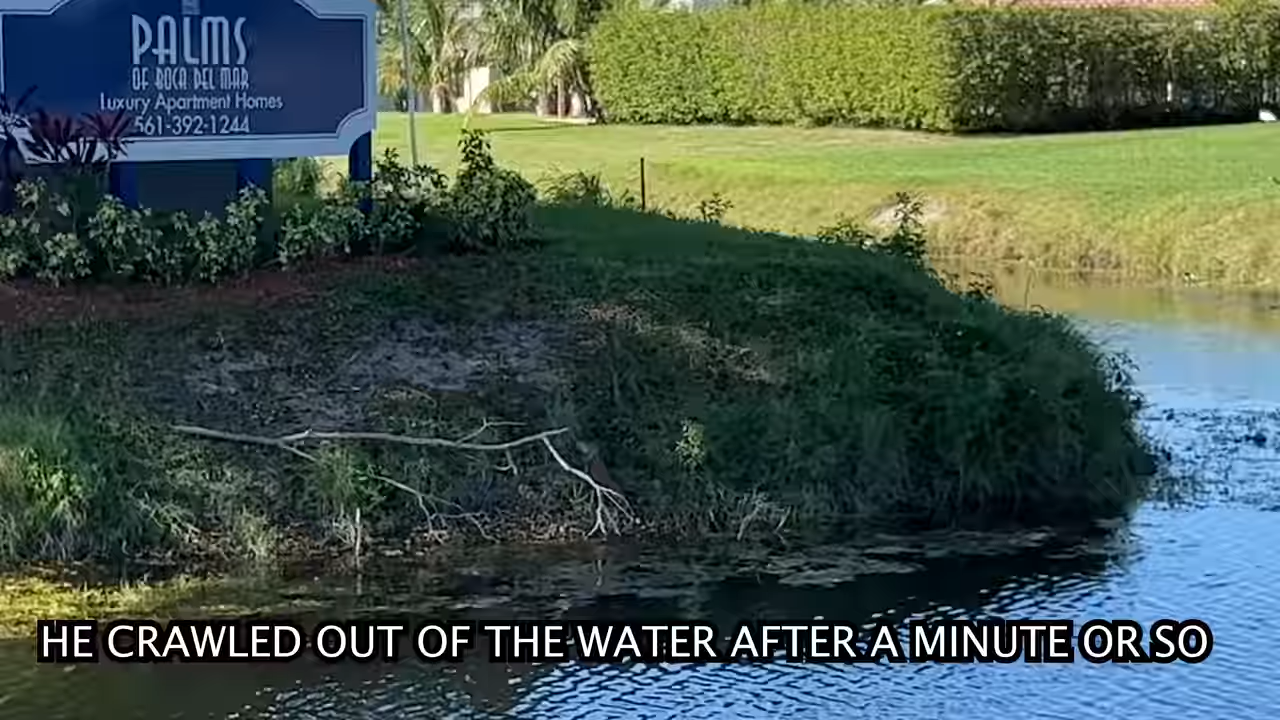 PALMS
OF BOCA DEL MAR
Luxury Apartment Homes
561-392-1244
HE CRAWLED OUT OF THE WATER AFTER A MINUTE OR SO